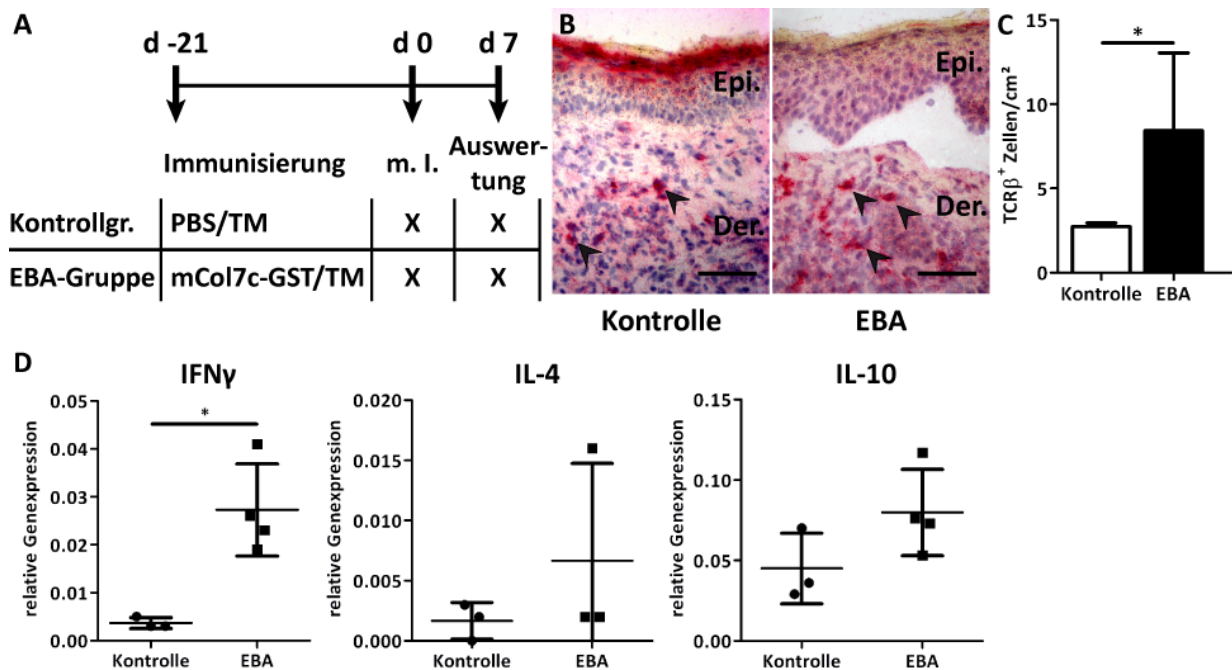 A
d -21
d 0
d 7
Immunisierung
m. I.
Auswer-
tung
Kontrollgr.
PBS/TM
X
X
EBA-Gruppe
mCol7c-GST/TM
X
X
B
Epi.
Der.
Kontrolle
Epi.
Der.
EBA
C
*
TCRβ⁺ Zellen/cm²
15
10
5
0
Kontrolle
EBA
D
IFNγ
*
relative Genexpression
0.05
0.04
0.03
0.02
0.01
0.00
Kontrolle
EBA
IL-4
relative Genexpression
0.020
0.015
0.010
0.005
0.000
Kontrolle
EBA
IL-10
relative Genexpression
0.15
0.10
0.05
0.00
Kontrolle
EBA